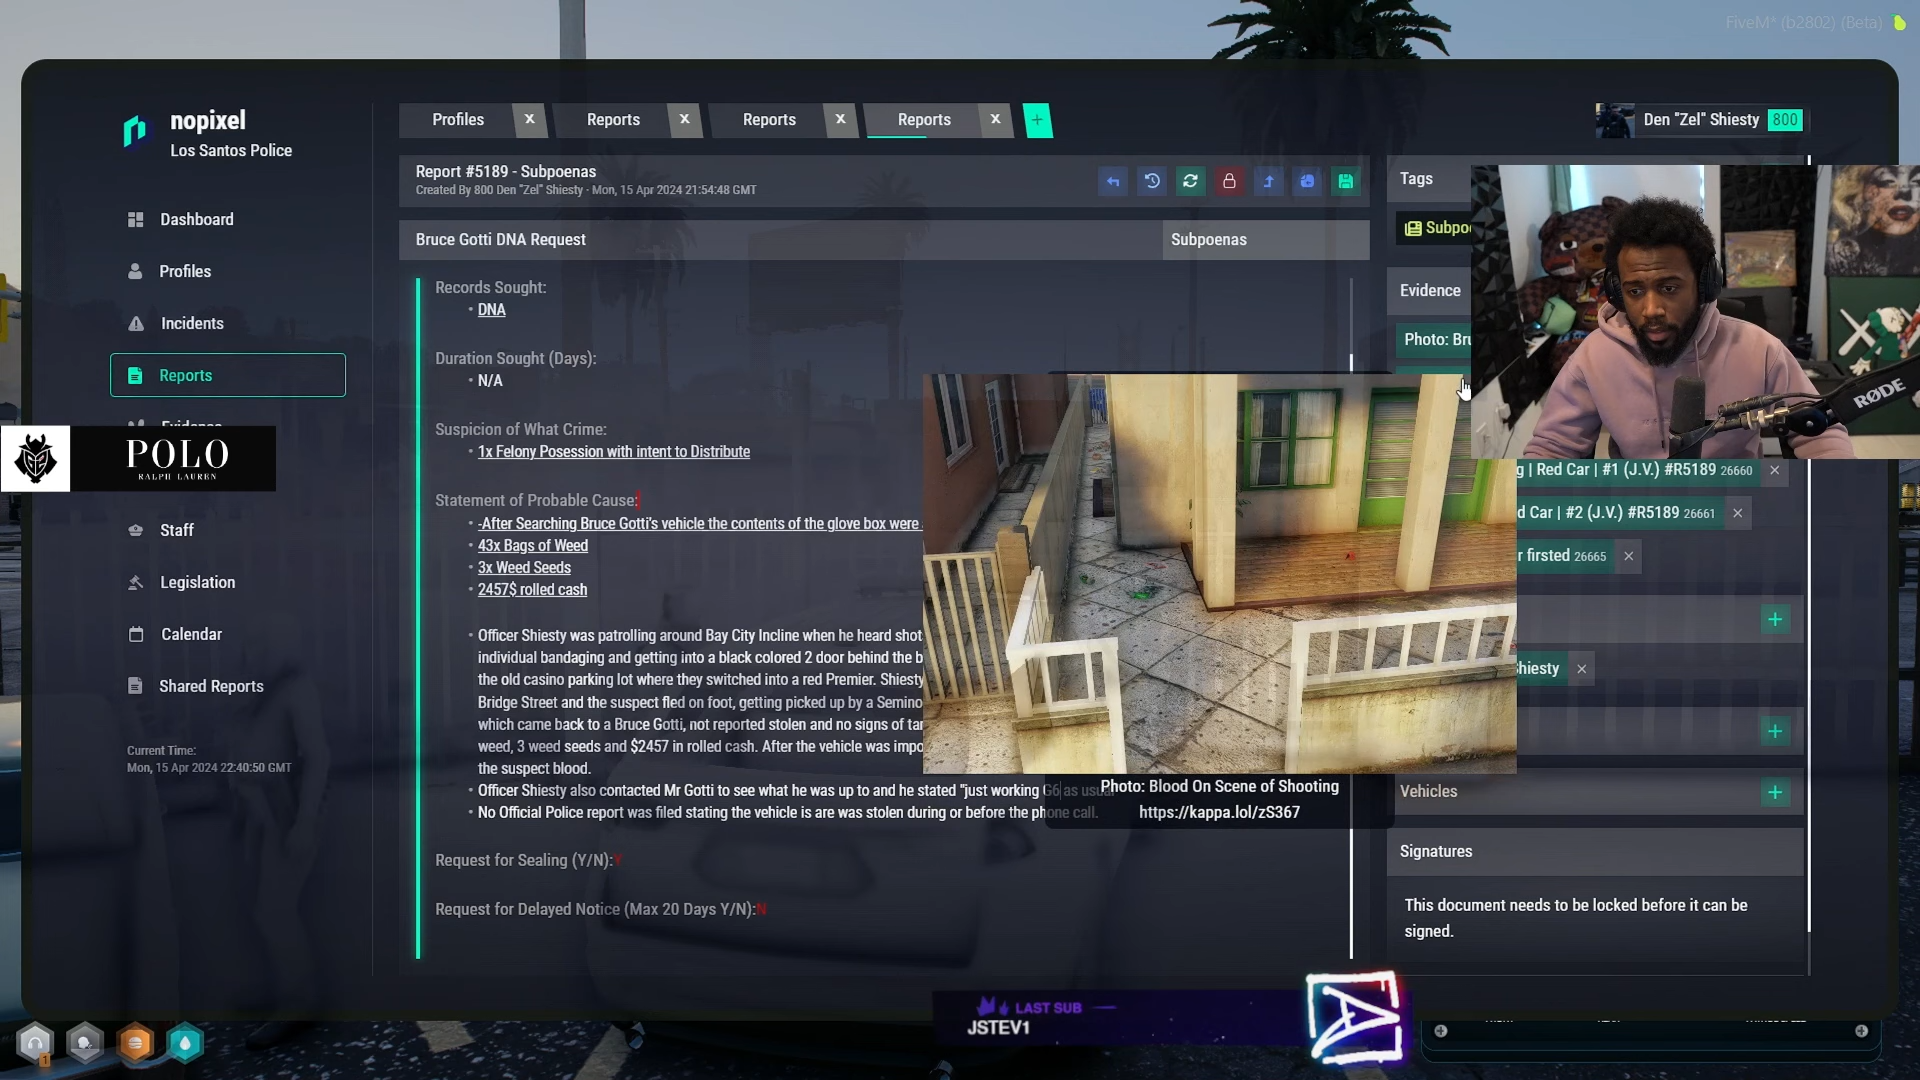 FiveM* (b2802) (Beta)
nopixel
Los Santos Police
Profiles x
Reports x
Reports x
Reports x
+
Den "Zel" Shiesty 800
Report #5189 - Subpoenas
Created By 800 Den "Zel" Shiesty - Mon, 15 Apr 2024 21:54:48 GMT
Tags
Bruce Gotti DNA Request
Subpoenas
Dashboard
Profiles
Incidents
Reports
Evidence
POLO
RALPH LAUREN
Staff
Legislation
Calendar
Shared Reports
Current Time:
Mon, 15 Apr 2024 22:40:50 GMT
Records Sought:
• DNA
Duration Sought (Days):
• N/A
Suspicion of What Crime:
• 1x Felony Posession with intent to Distribute
Statement of Probable Cause:
• -After Searching Bruce Gotti's vehicle the contents of the glove box were
• 43x Bags of Weed
• 3x Weed Seeds
• 2457$ rolled cash
• Officer Shiesty was patrolling around Bay City Incline when he heard shot
individual bandaging and getting into a black colored 2 door behind the b
the old casino parking lot where they switched into a red Premier. Shiesty
Bridge Street and the suspect fled on foot, getting picked up by a Semino
which came back to a Bruce Gotti, not reported stolen and no signs of tar
weed, 3 weed seeds and $2457 in rolled cash. After the vehicle was impo
the suspect blood.
• Officer Shiesty also contacted Mr Gotti to see what he was up to and he stated "just working G6 as usu
• No Official Police report was filed stating the vehicle is are was stolen during or before the phone call.
Request for Sealing (Y/N):Y
Request for Delayed Notice (Max 20 Days Y/N):N
Photo: Blood On Scene of Shooting
https://kappa.lol/zS367
Subpo
Evidence
Photo: Bru
RØDE
g | Red Car | #1 (J.V.) #R5189 26660 ×
d Car | #2 (J.V.) #R5189 26661 ×
r firsted 26665 ×
+
Shiesty ×
+
Vehicles +
Signatures
This document needs to be locked before it can be
signed.
LAST SUB
JSTEV1
1